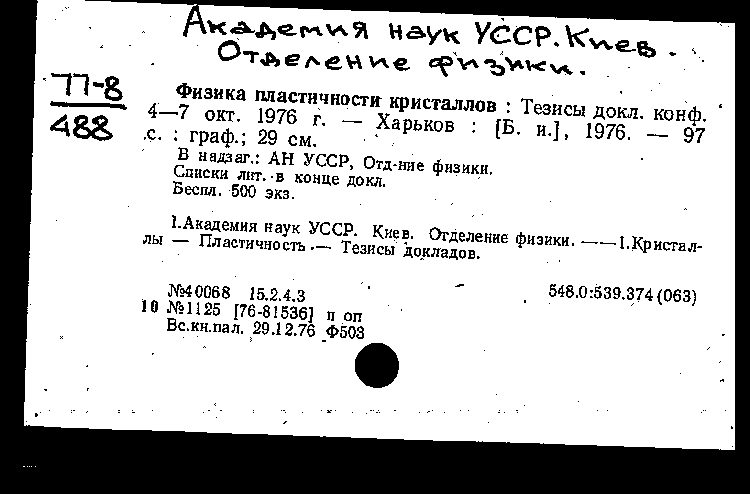 Академия наук УССР. Киев.
Отделение физики.
77-8
488
Физика пластичности кристаллов : Тезисы докл. конф.
4—7 окт. 1976 г. — Харьков : [Б. и.], 1976. — 97
с. : граф.; 29 см.
В надзаг.: АН УССР, Отд-ние физики.
Списки лит. в конце докл.
Беспл. 500 экз.
I.Академия наук УССР. Киев. Отделение физики. ——I.Кристал-
лы — Пластичность — Тезисы докладов.
№40068 15.2.4.3 548.0:539.374(063)
10 №1125 [76-81536] п оп
Вс.кн.пал. 29.12.76 Ф503